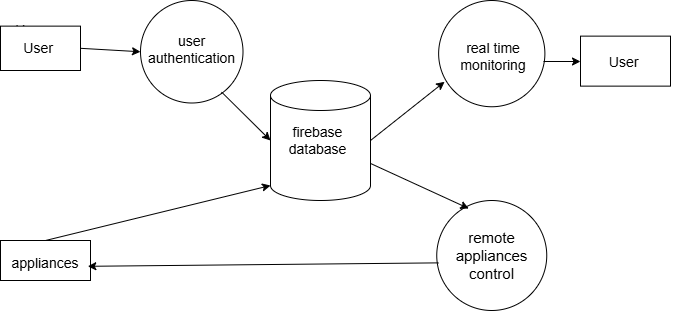 User
user
authentication
real time
monitoring
User
firebase
database
appliances
remote
appliances
control